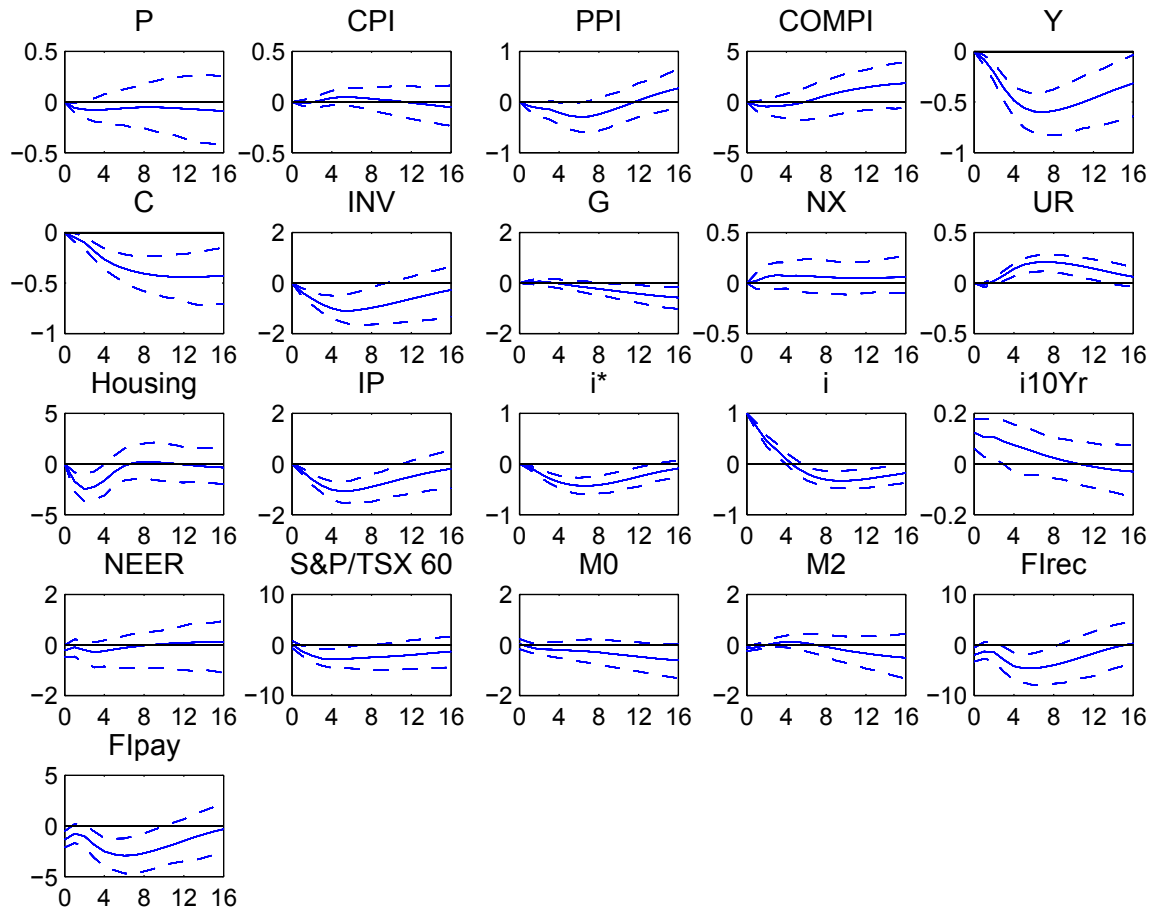 P CPI PPI COMPI Y
0.5 0.5 1 5 0
0 0 0 0 −0.5
−0.5 −0.5 −1 −5 −1
0 4 8 12 16 0 4 8 12 16 0 4 8 12 16 0 4 8 12 16 0 4 8 12 16
C INV G NX UR
0 2 2 0.5 0.5
−0.5 0 0 0 0
−1 −2 −2 0.5 0.5
0 4 8 12 16 0 4 8 12 16 0 4 8 12 16 0 4 8 12 16 0 4 8 12 16
Housing IP i* i i10Yr
5 2 1 1 0.2
0 0 0 0 0
−5 −2 −1 −1 0.2
0 4 8 12 16 0 4 8 12 16 0 4 8 12 16 0 4 8 12 16 0 4 8 12 16
NEER S&P/TSX 60 M0 M2 FIrec
2 10 2 2 10
0 0 0 0 0
−2 −10 −2 −2 −10
0 4 8 12 16 0 4 8 12 16 0 4 8 12 16 0 4 8 12 16 0 4 8 12 16
FIpay
5
0
−5
0 4 8 12 16